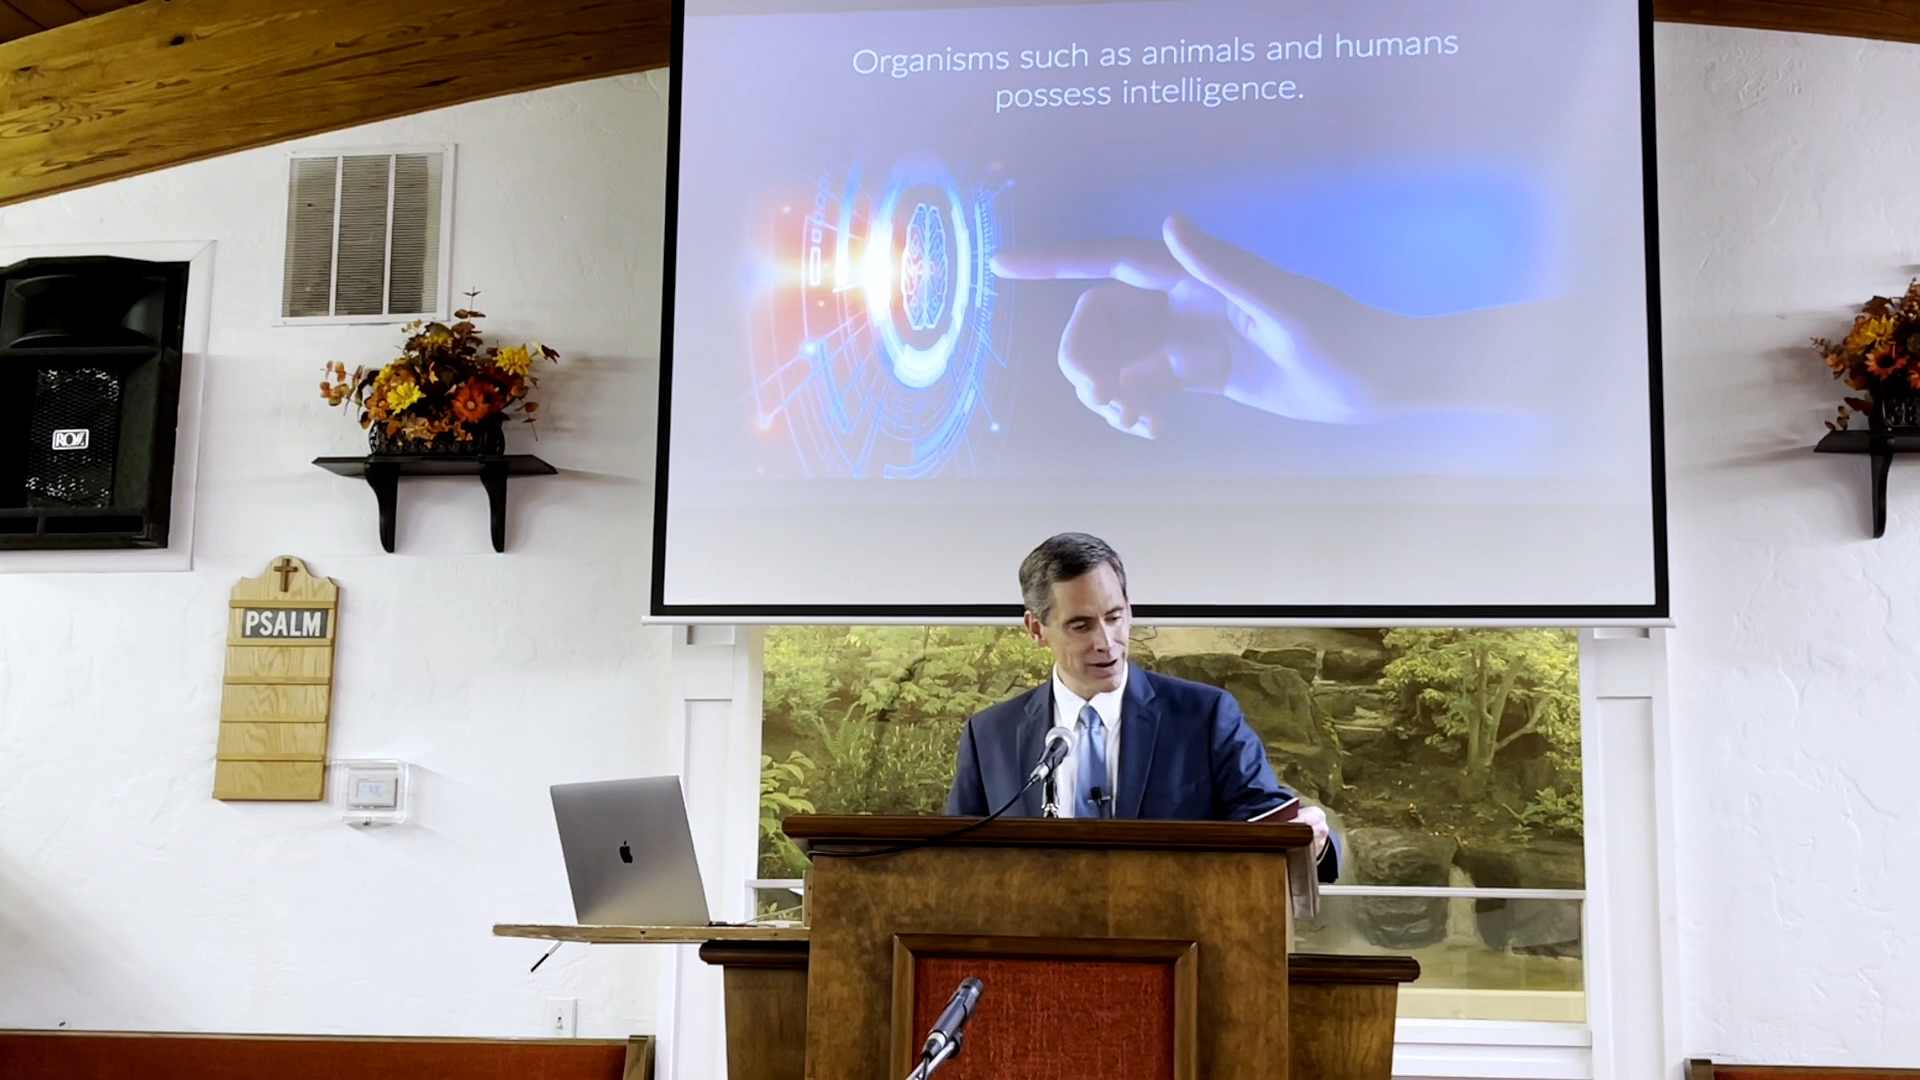 Organisms such as animals and humans
possess intelligence.
PSALM